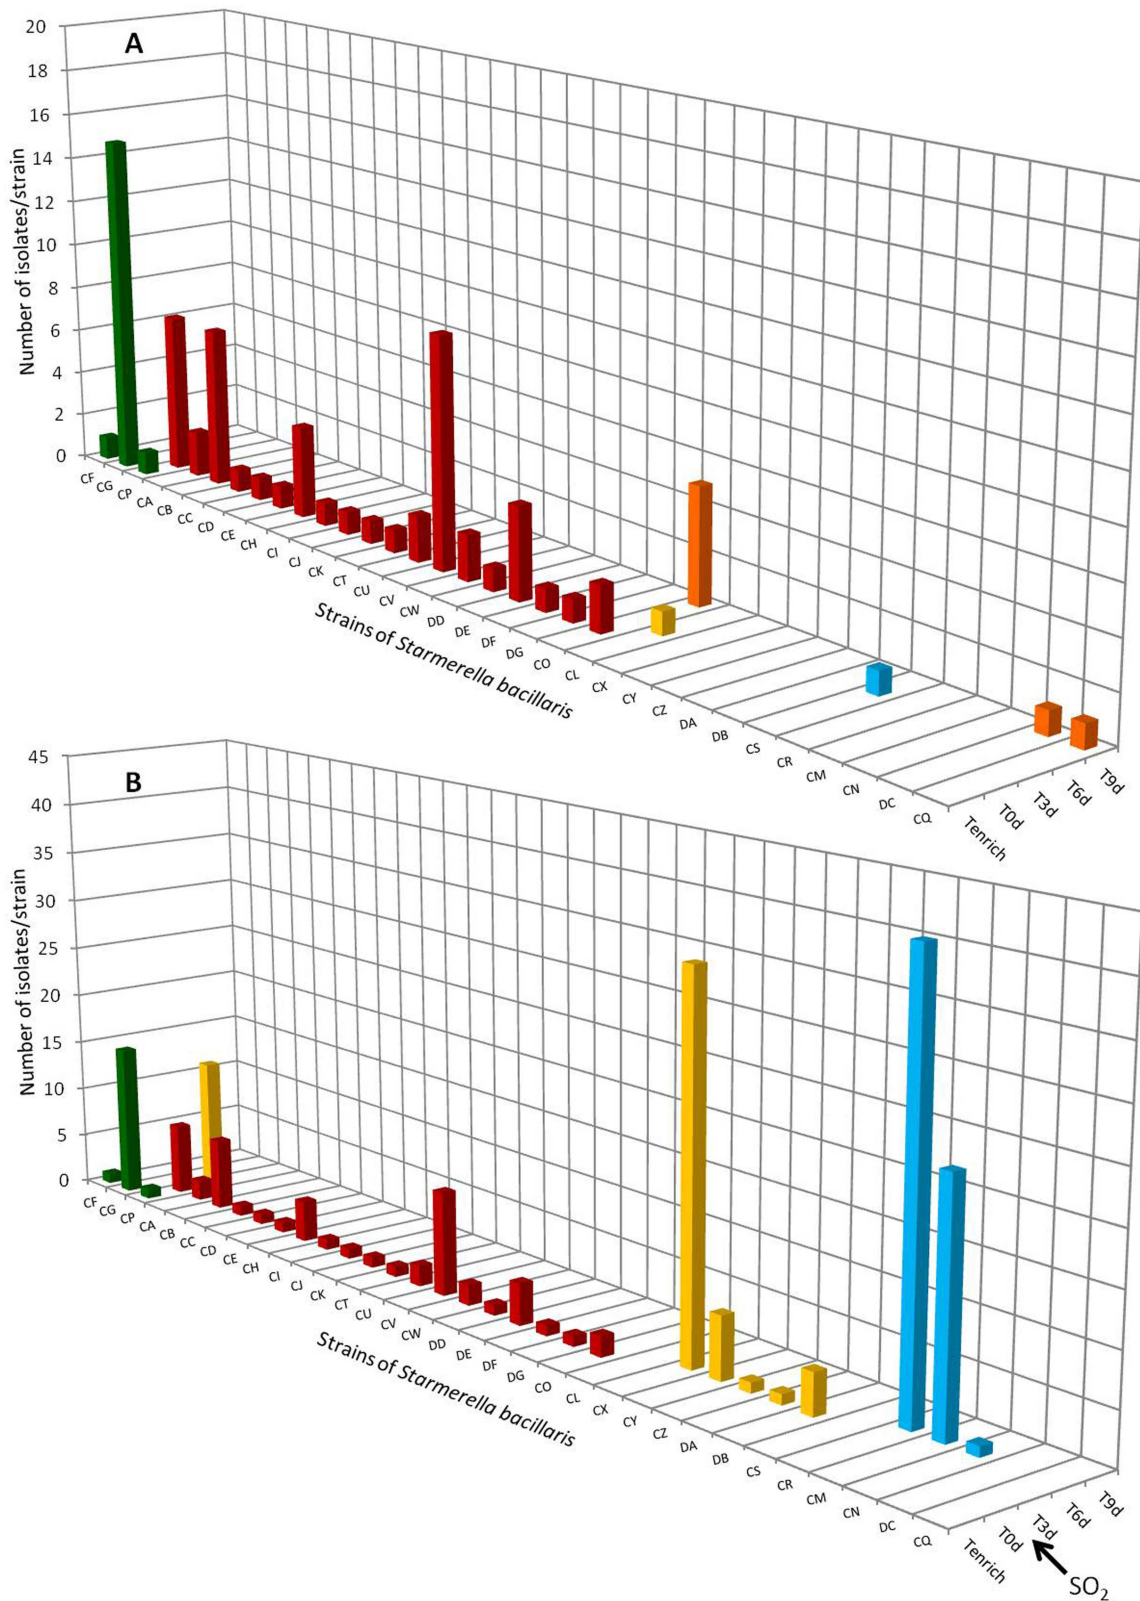 A
20
18
16
14
12
10
8
6
4
2
0
Number of isolates/strain
CF
CG
CP
CA
CB
CC
CD
CE
CH
CI
CJ
CK
CT
CU
CV
CW
DD
DE
DF
DG
CO
CL
CX
CY
CZ
DA
DB
CS
CR
CM
CN
DC
CQ
Strains of Starmerella bacillaris
Tenrich
T0d
T3d
T6d
T9d
B
45
40
35
30
25
20
15
10
5
0
Number of isolates/strain
CF
CG
CP
CA
CB
CC
CD
CE
CH
CI
CJ
CK
CT
CU
CV
CW
DD
DE
DF
DG
CO
CL
CX
CY
CZ
DA
DB
CS
CR
CM
CN
DC
CQ
Strains of Starmerella bacillaris
Tenrich
T0d
T3d
T6d
T9d
SO₂